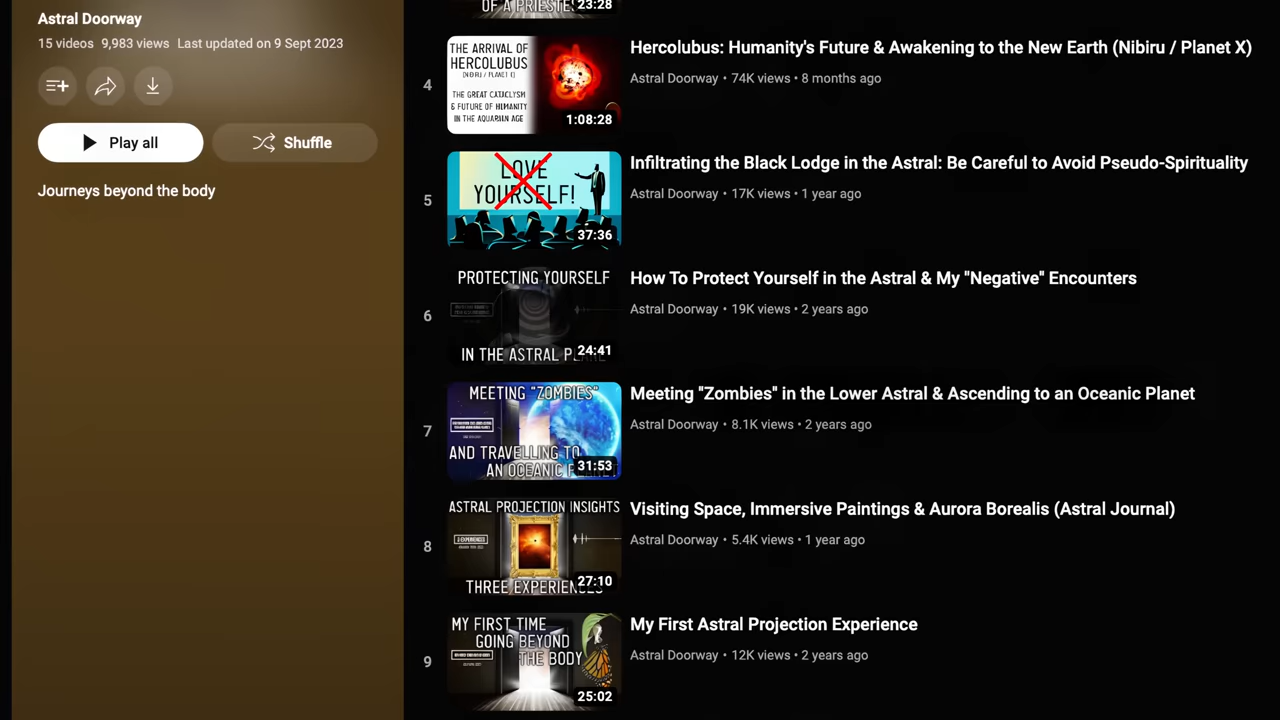 Astral Doorway
15 videos 9,983 views Last updated on 9 Sept 2023
Play all
Shuffle
Journeys beyond the body
OF A PRIESTESS
23:28
4
THE ARRIVAL OF
HERCOLUBUS
(NIBIRU / PLANET X)
THE GREAT CATACLYSM
& FUTURE OF HUMANITY
IN THE AQUARIAN AGE
1:08:28
Hercolubus: Humanity's Future & Awakening to the New Earth (Nibiru / Planet X)
Astral Doorway • 74K views • 8 months ago
5
LOVE
YOURSELF!
37:36
Infiltrating the Black Lodge in the Astral: Be Careful to Avoid Pseudo-Spirituality
Astral Doorway • 17K views • 1 year ago
6
PROTECTING YOURSELF
IN THE ASTRAL PLANE
24:41
How To Protect Yourself in the Astral & My "Negative" Encounters
Astral Doorway • 19K views • 2 years ago
7
MEETING "ZOMBIES"
AND TRAVELLING TO
AN OCEANIC PLANET
31:53
Meeting "Zombies" in the Lower Astral & Ascending to an Oceanic Planet
Astral Doorway • 8.1K views • 2 years ago
8
ASTRAL PROJECTION INSIGHTS
3 EXPERIENCES
THREE EXPERIENCES
27:10
Visiting Space, Immersive Paintings & Aurora Borealis (Astral Journal)
Astral Doorway • 5.4K views • 1 year ago
9
MY FIRST TIME
GOING BEYOND
THE BODY
25:02
My First Astral Projection Experience
Astral Doorway • 12K views • 2 years ago